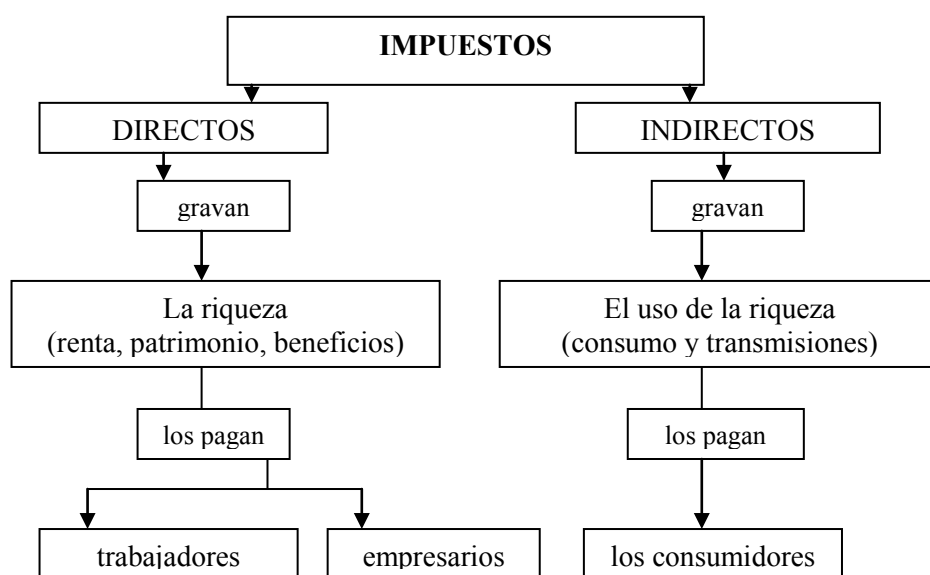 IMPUESTOS
DIRECTOS
INDIRECTOS
gravan
gravan
La riqueza
(renta, patrimonio, beneficios)
El uso de la riqueza
(consumo y transmisiones)
los pagan
los pagan
trabajadores
empresarios
los consumidores